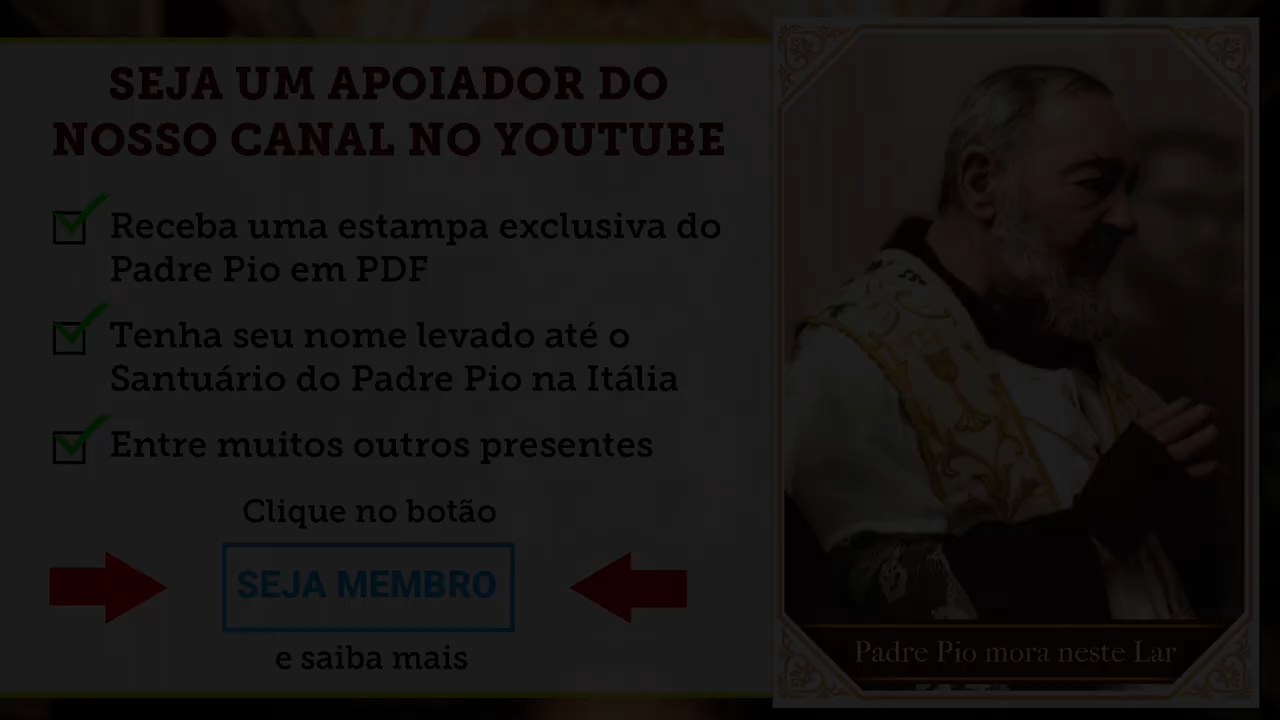 SEJA UM APOIADOR DO
NOSSO CANAL NO YOUTUBE
Receba uma estampa exclusiva do
Padre Pio em PDF
Tenha seu nome levado até o
Santuário do Padre Pio na Itália
Entre muitos outros presentes
Clique no botão
SEJA MEMBRO
e saiba mais
Padre Pio mora neste Lar